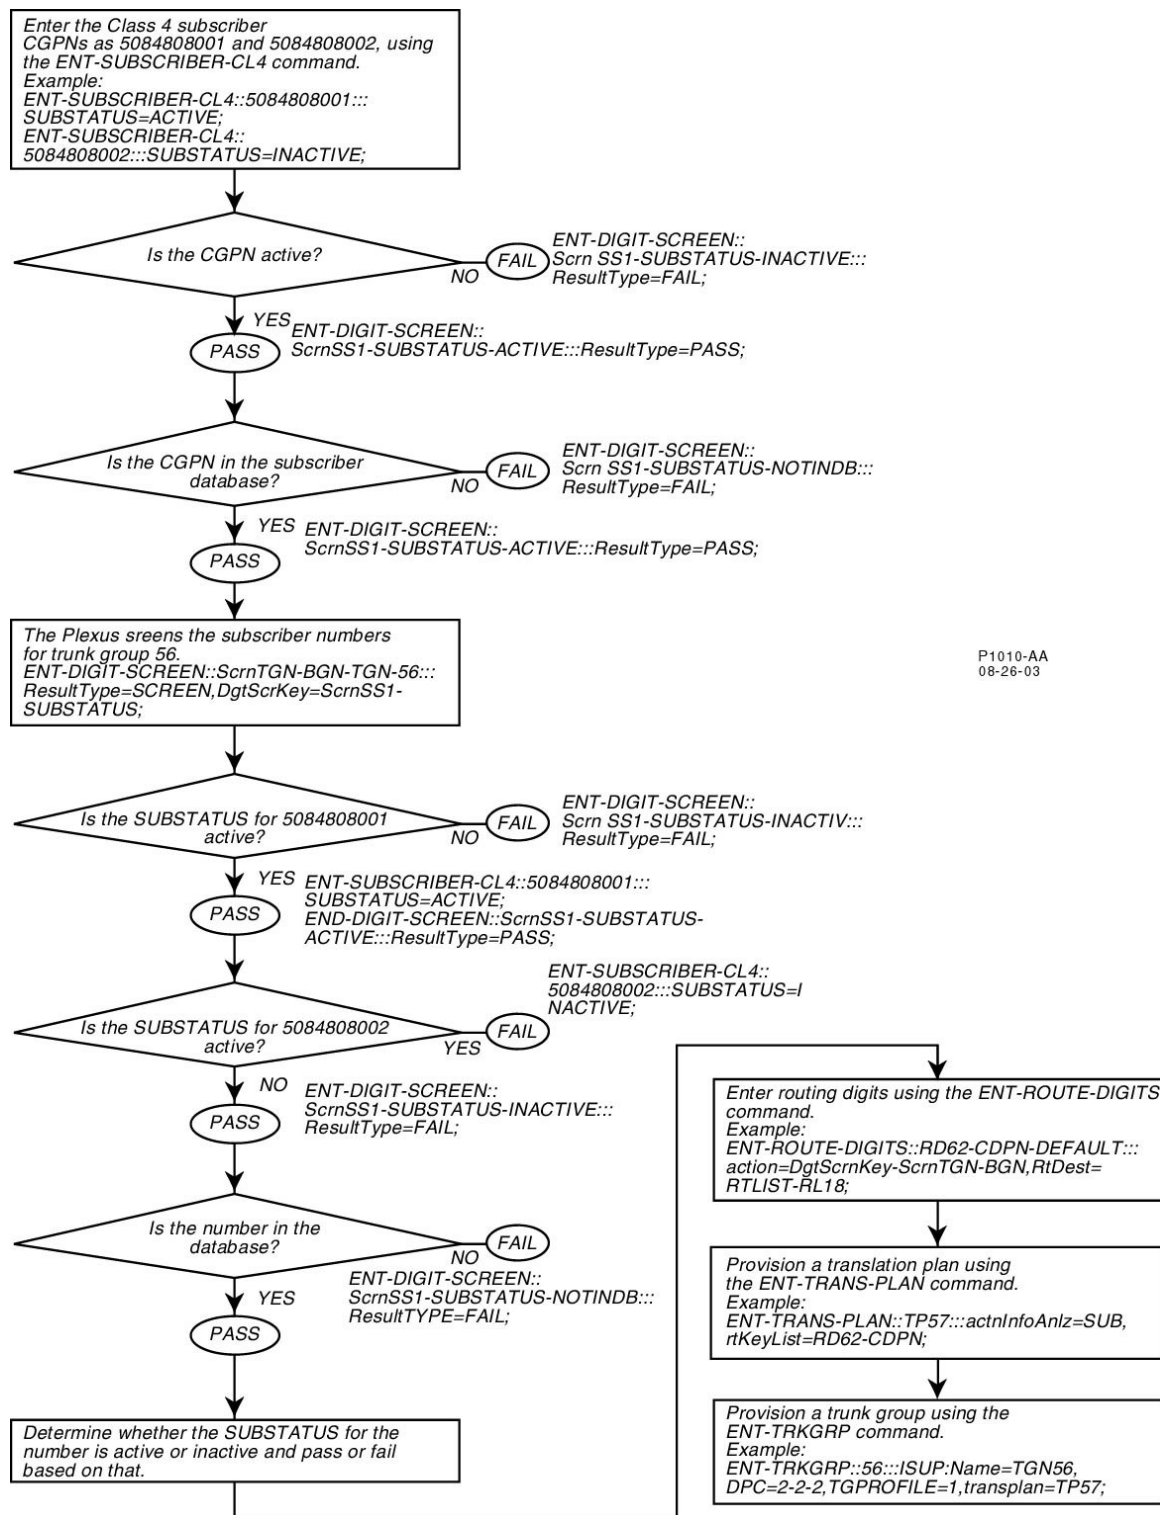 Enter the Class 4 subscriber
CGPNs as 5084808001 and 5084808002, using
the ENT-SUBSCRIBER-CL4 command.
Example:
ENT-SUBSCRIBER-CL4::5084808001:::
SUBSTATUS=ACTIVE;
ENT-SUBSCRIBER-CL4::
5084808002:::SUBSTATUS=INACTIVE;
Is the CGPN active?
NO
FAIL
ENT-DIGIT-SCREEN::
Scrn SS1-SUBSTATUS-INACTIVE:::
ResultType=FAIL;
YES
PASS
ENT-DIGIT-SCREEN::
ScrnSS1-SUBSTATUS-ACTIVE:::ResultType=PASS;
Is the CGPN in the subscriber
database?
NO
FAIL
ENT-DIGIT-SCREEN::
Scrn SS1-SUBSTATUS-NOTINDB:::
ResultType=FAIL;
YES
PASS
ENT-DIGIT-SCREEN::
ScrnSS1-SUBSTATUS-ACTIVE:::ResultType=PASS;
The Plexus sreens the subscriber numbers
for trunk group 56.
ENT-DIGIT-SCREEN::ScrnTGN-BGN-TGN-56:::
ResultType=SCREEN,DgtScrKey=ScrnSS1-
SUBSTATUS;
P1010-AA
08-26-03
Is the SUBSTATUS for 5084808001
active?
NO
FAIL
ENT-DIGIT-SCREEN::
Scrn SS1-SUBSTATUS-INACTIV:::
ResultType=FAIL;
YES
PASS
ENT-SUBSCRIBER-CL4::5084808001:::
SUBSTATUS=ACTIVE;
END-DIGIT-SCREEN::ScrnSS1-SUBSTATUS-
ACTIVE:::ResultType=PASS;
Is the SUBSTATUS for 5084808002
active?
YES
FAIL
ENT-SUBSCRIBER-CL4::
5084808002:::SUBSTATUS=I
NACTIVE;
NO
PASS
ENT-DIGIT-SCREEN::
ScrnSS1-SUBSTATUS-INACTIVE:::
ResultType=FAIL;
Is the number in the
database?
NO
FAIL
ENT-DIGIT-SCREEN::
ScrnSS1-SUBSTATUS-NOTINDB:::
ResultTYPE=FAIL;
YES
PASS
Determine whether the SUBSTATUS for the
number is active or inactive and pass or fail
based on that.
Enter routing digits using the ENT-ROUTE-DIGITS
command.
Example:
ENT-ROUTE-DIGITS::RD62-CDPN-DEFAULT:::
action=DgtScrnKey-ScrnTGN-BGN,RtDest=
RTLIST-RL18;
Provision a translation plan using
the ENT-TRANS-PLAN command.
Example:
ENT-TRANS-PLAN::TP57:::actnInfoAnlz=SUB,
rtKeyList=RD62-CDPN;
Provision a trunk group using the
ENT-TRKGRP command.
Example:
ENT-TRKGRP::56:::ISUP:Name=TGN56,
DPC=2-2-2,TGPROFILE=1,transplan=TP57;